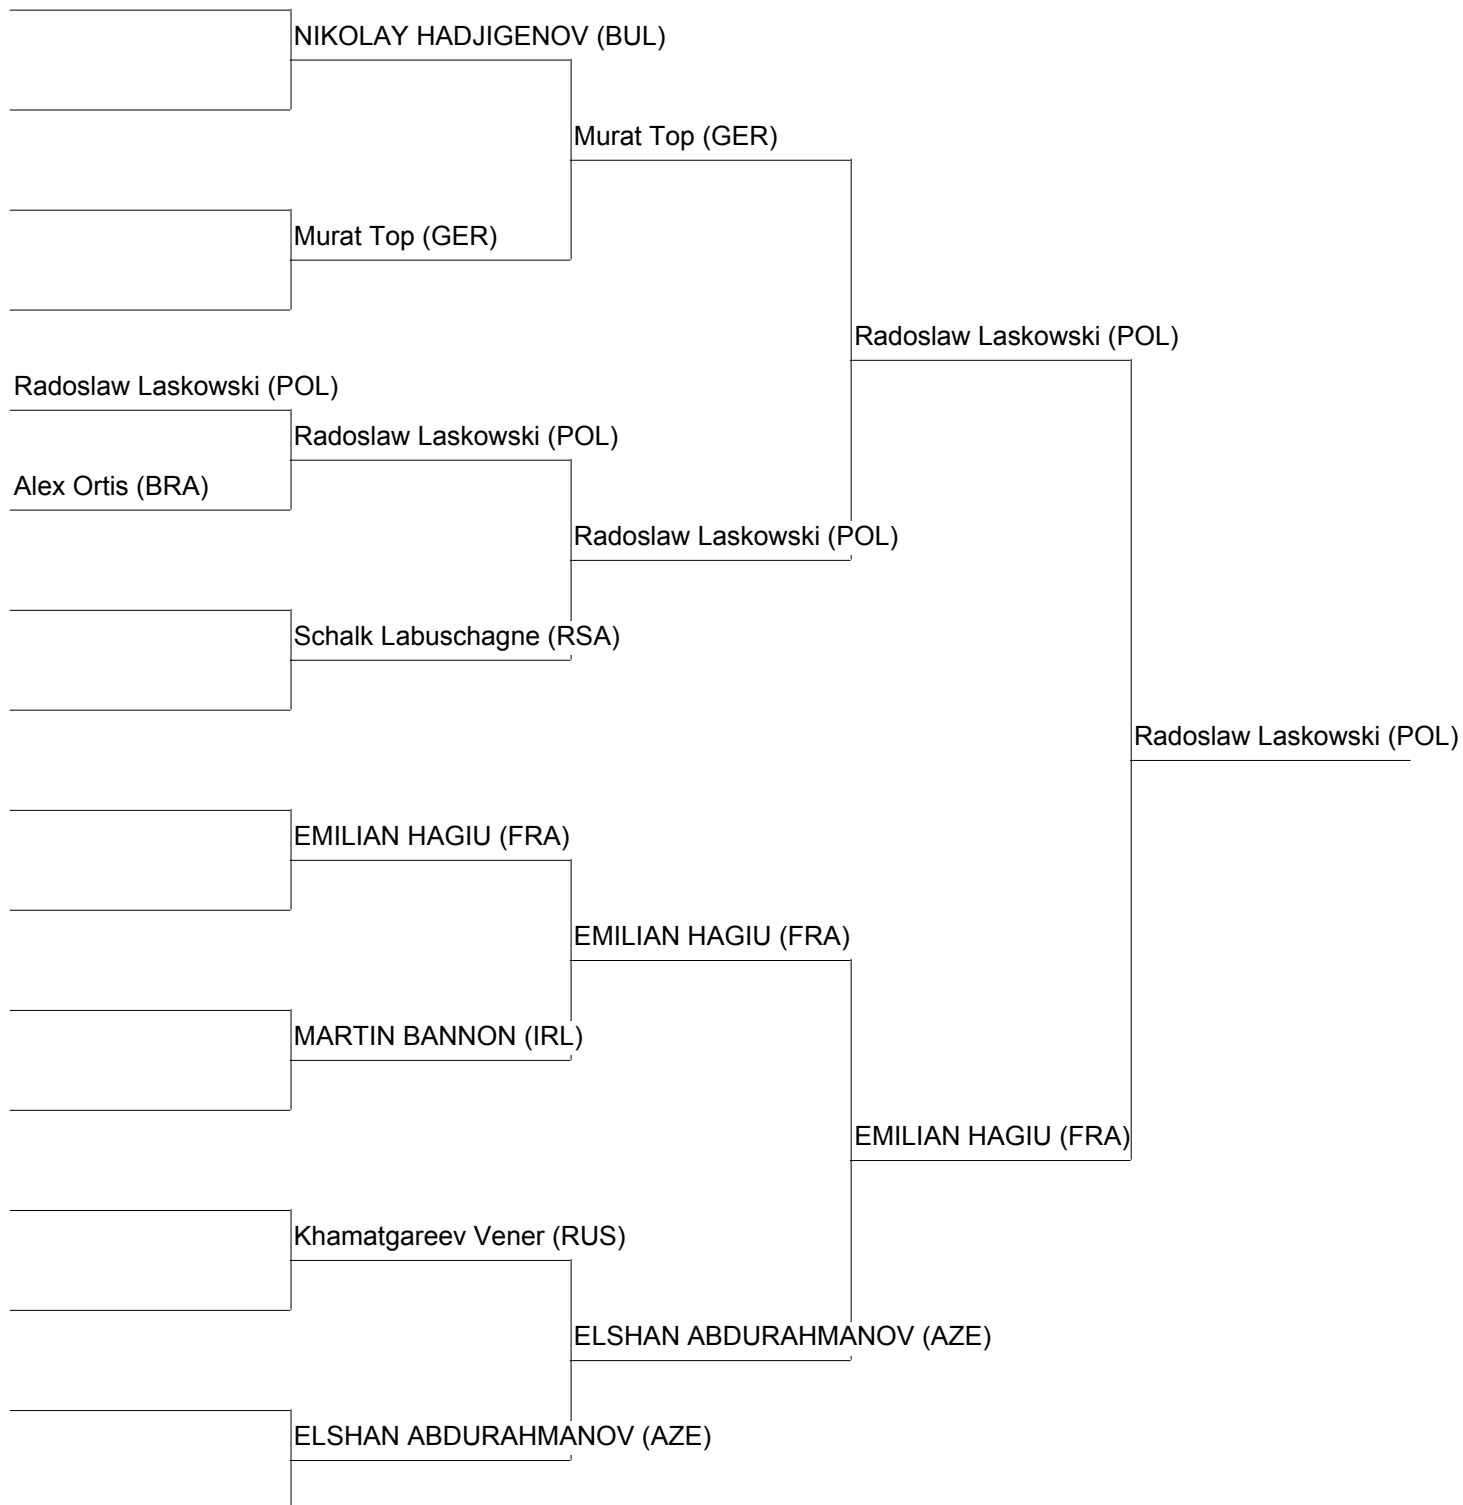 NIKOLAY HADJIGENOV (BUL)
Murat Top (GER)
Murat Top (GER)
Radoslaw Laskowski (POL)
Radoslaw Laskowski (POL)
Radoslaw Laskowski (POL)
Alex Ortis (BRA)
Radoslaw Laskowski (POL)
Schalk Labuschagne (RSA)
Radoslaw Laskowski (POL)
EMILIAN HAGIU (FRA)
EMILIAN HAGIU (FRA)
MARTIN BANNON (IRL)
EMILIAN HAGIU (FRA)
Khamatgareev Vener (RUS)
ELSHAN ABDURAHMANOV (AZE)
ELSHAN ABDURAHMANOV (AZE)